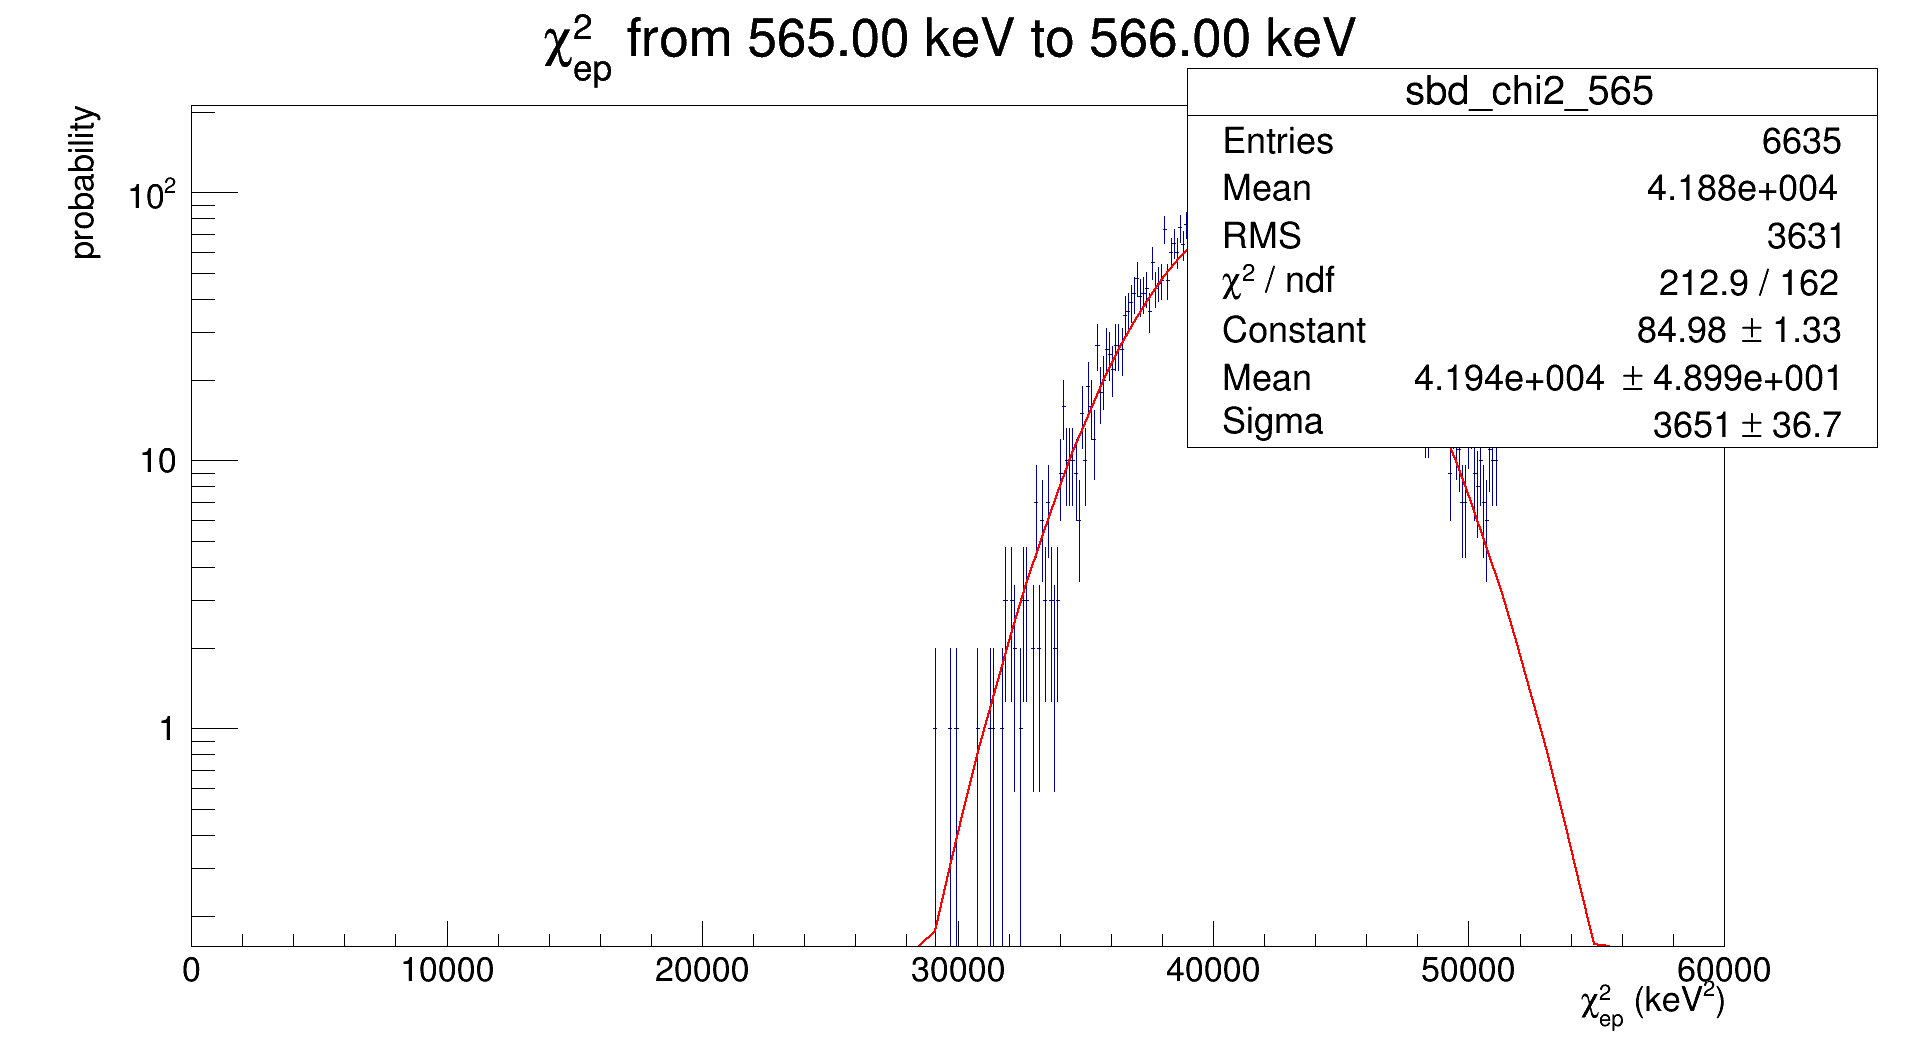 χ²ep from 565.00 keV to 566.00 keV
sbd_chi2_565
Entries 6635
Mean 4.188e+004
RMS 3631
χ² / ndf 212.9 / 162
Constant 84.98 ± 1.33
Mean 4.194e+004 ± 4.899e+001
Sigma 3651 ± 36.7
probability
10²
10
1
0 10000 20000 30000 40000 50000 60000
χ²ep (keV²)